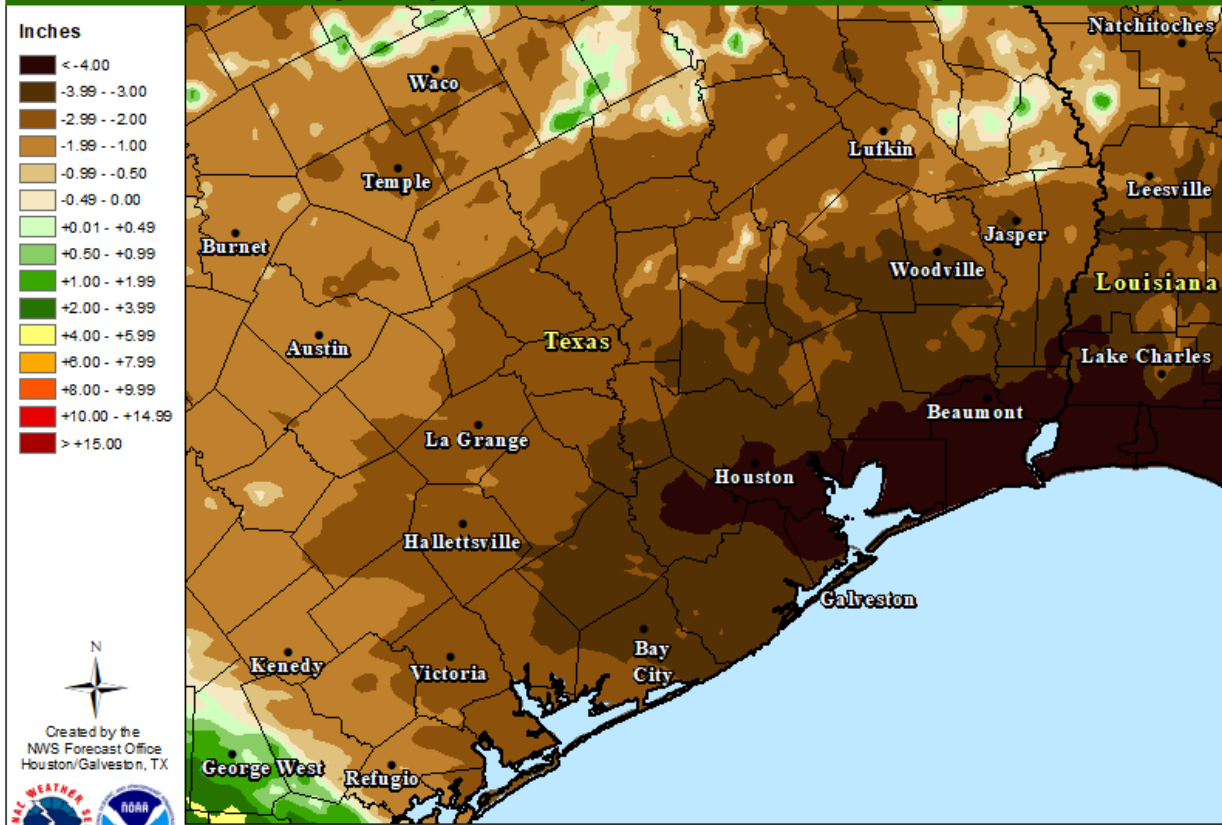 Inches
< -4.00
-3.99 - -3.00
-2.99 - -2.00
-1.99 - -1.00
-0.99 - -0.50
-0.49 - 0.00
+0.01 - +0.49
+0.50 - +0.99
+1.00 - +1.99
+2.00 - +3.99
+4.00 - +5.99
+6.00 - +7.99
+8.00 - +9.99
+10.00 - +14.99
> +15.00
N
Created by the
NWS Forecast Office
Houston/Galveston, TX
NOAA
Natchitoches
Waco
Lufkin
Temple
Leesville
Burnet
Jasper
Woodville
Louisiana
Austin
Texas
Lake Charles
Beaumont
La Grange
Houston
Hallettsville
Galveston
Bay
City
Kenedy
Victoria
George West
Refugio